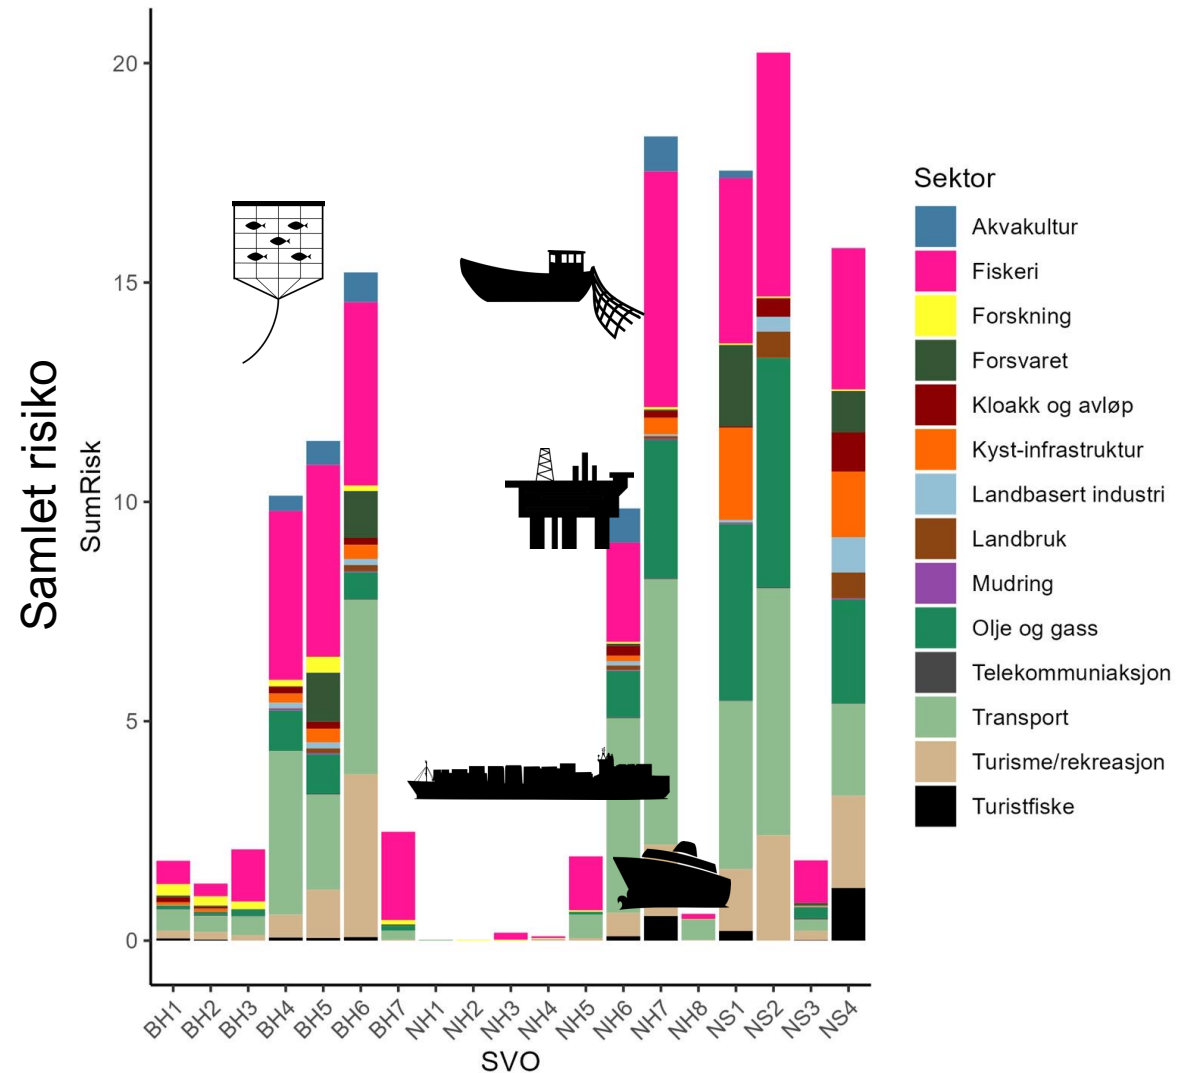 Samlet risiko
SumRisk
20
15
10
5
0
BH1
BH2
BH3
BH4
BH5
BH6
BH7
NH1
NH2
NH3
NH4
NH5
NH6
NH7
NH8
NS1
NS2
NS3
NS4
SVO
Sektor
Akvakultur
Fiskeri
Forskning
Forsvaret
Kloakk og avløp
Kyst-infrastruktur
Landbasert industri
Landbruk
Mudring
Olje og gass
Telekommuniaksjon
Transport
Turisme/rekreasjon
Turistfiske